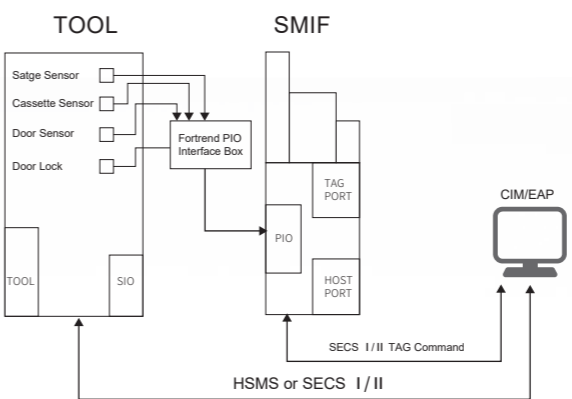 TOOL
SMIF
Satge Sensor
Cassette Sensor
Door Sensor
Door Lock
Fortrend PIO
Interface Box
TAG
PORT
CIM/EAP
PIO
TOOL
SIO
HOST
PORT
SECS I/II TAG Command
HSMS or SECS I/II